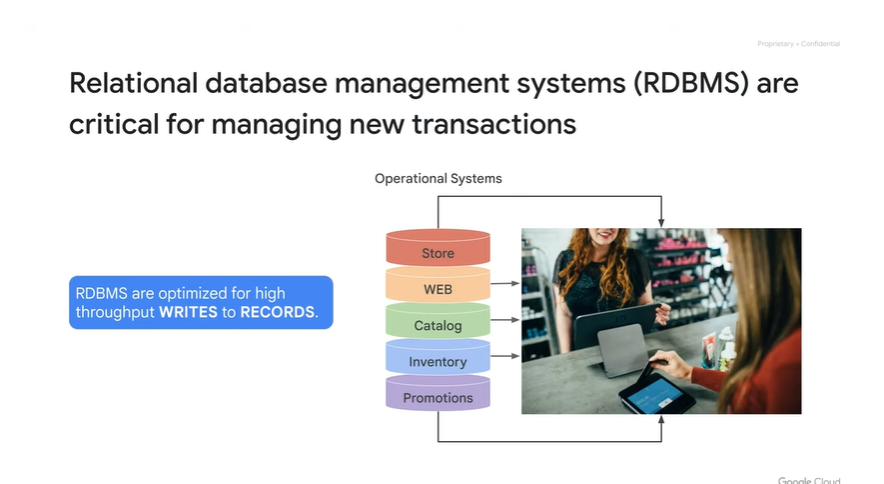 Proprietary + Confidential
Relational database management systems (RDBMS) are
critical for managing new transactions
Operational Systems
Store
WEB
Catalog
Inventory
Promotions
RDBMS are optimized for high
throughput WRITES to RECORDS.
Google Cloud